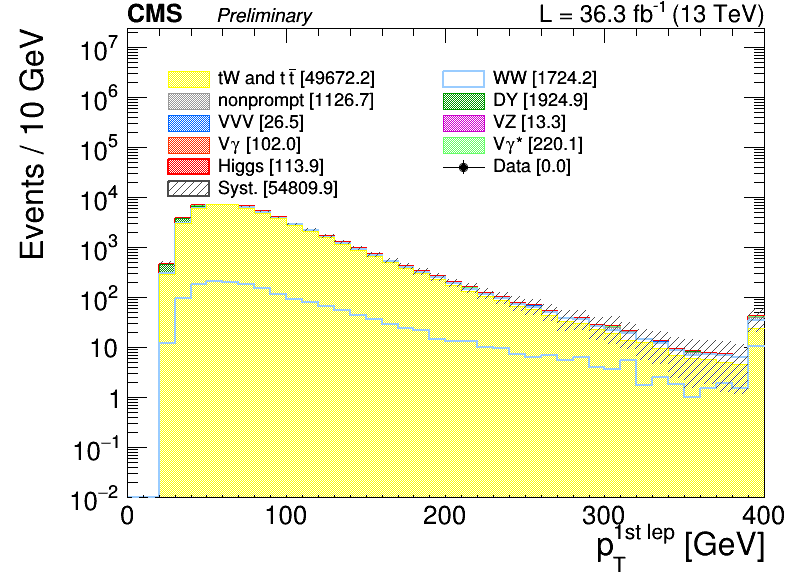 CMS Preliminary L = 36.3 fb⁻¹ (13 TeV)
Events / 10 GeV
10⁷
10⁶
10⁵
10⁴
10³
10²
10
1
10⁻¹
10⁻²
tW and tt̄ [49672.2]
nonprompt [1126.7]
VVV [26.5]
Vγ [102.0]
Higgs [113.9]
Syst. [54809.9]
WW [1724.2]
DY [1924.9]
VZ [13.3]
Vγ* [220.1]
Data [0.0]
0 100 200 300 400
p_T^1st lep [GeV]